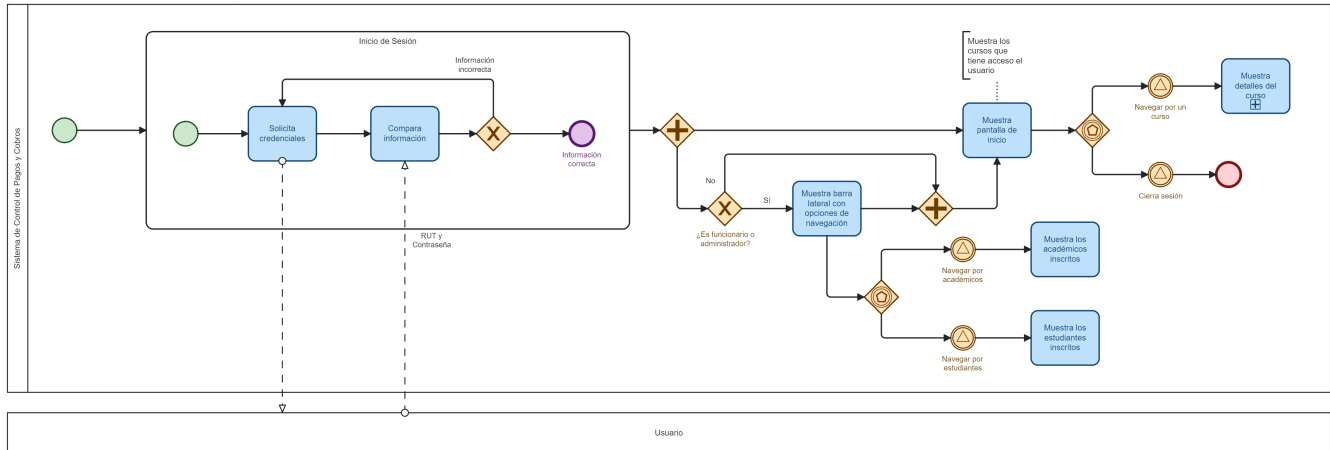 Sistema de Control de Pagos y Cobros
Inicio de Sesión
Información
incorrecta
Solicita
credenciales
Compara
información
Información
correcta
RUT y
Contraseña
No
Sí
¿Es funcionario o
administrador?
Muestra barra
lateral con
opciones de
navegación
Muestra los
cursos que
tiene acceso el
usuario
Muestra
pantalla de
inicio
Navegar por un
curso
Muestra
detalles del
curso
Cierra sesión
Navegar por
académicos
Muestra los
académicos
inscritos
Navegar por
estudiantes
Muestra los
estudiantes
inscritos
Usuario